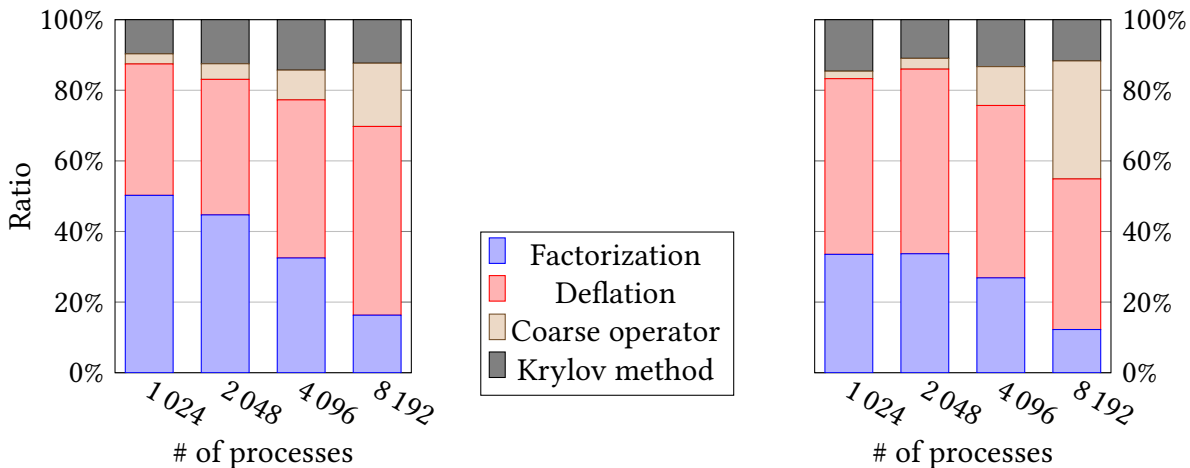 100%
80%
60%
40%
20%
0%
Ratio
1 024
2 048
4 096
8 192
# of processes
Factorization
Deflation
Coarse operator
Krylov method
100%
80%
60%
40%
20%
0%
1 024
2 048
4 096
8 192
# of processes